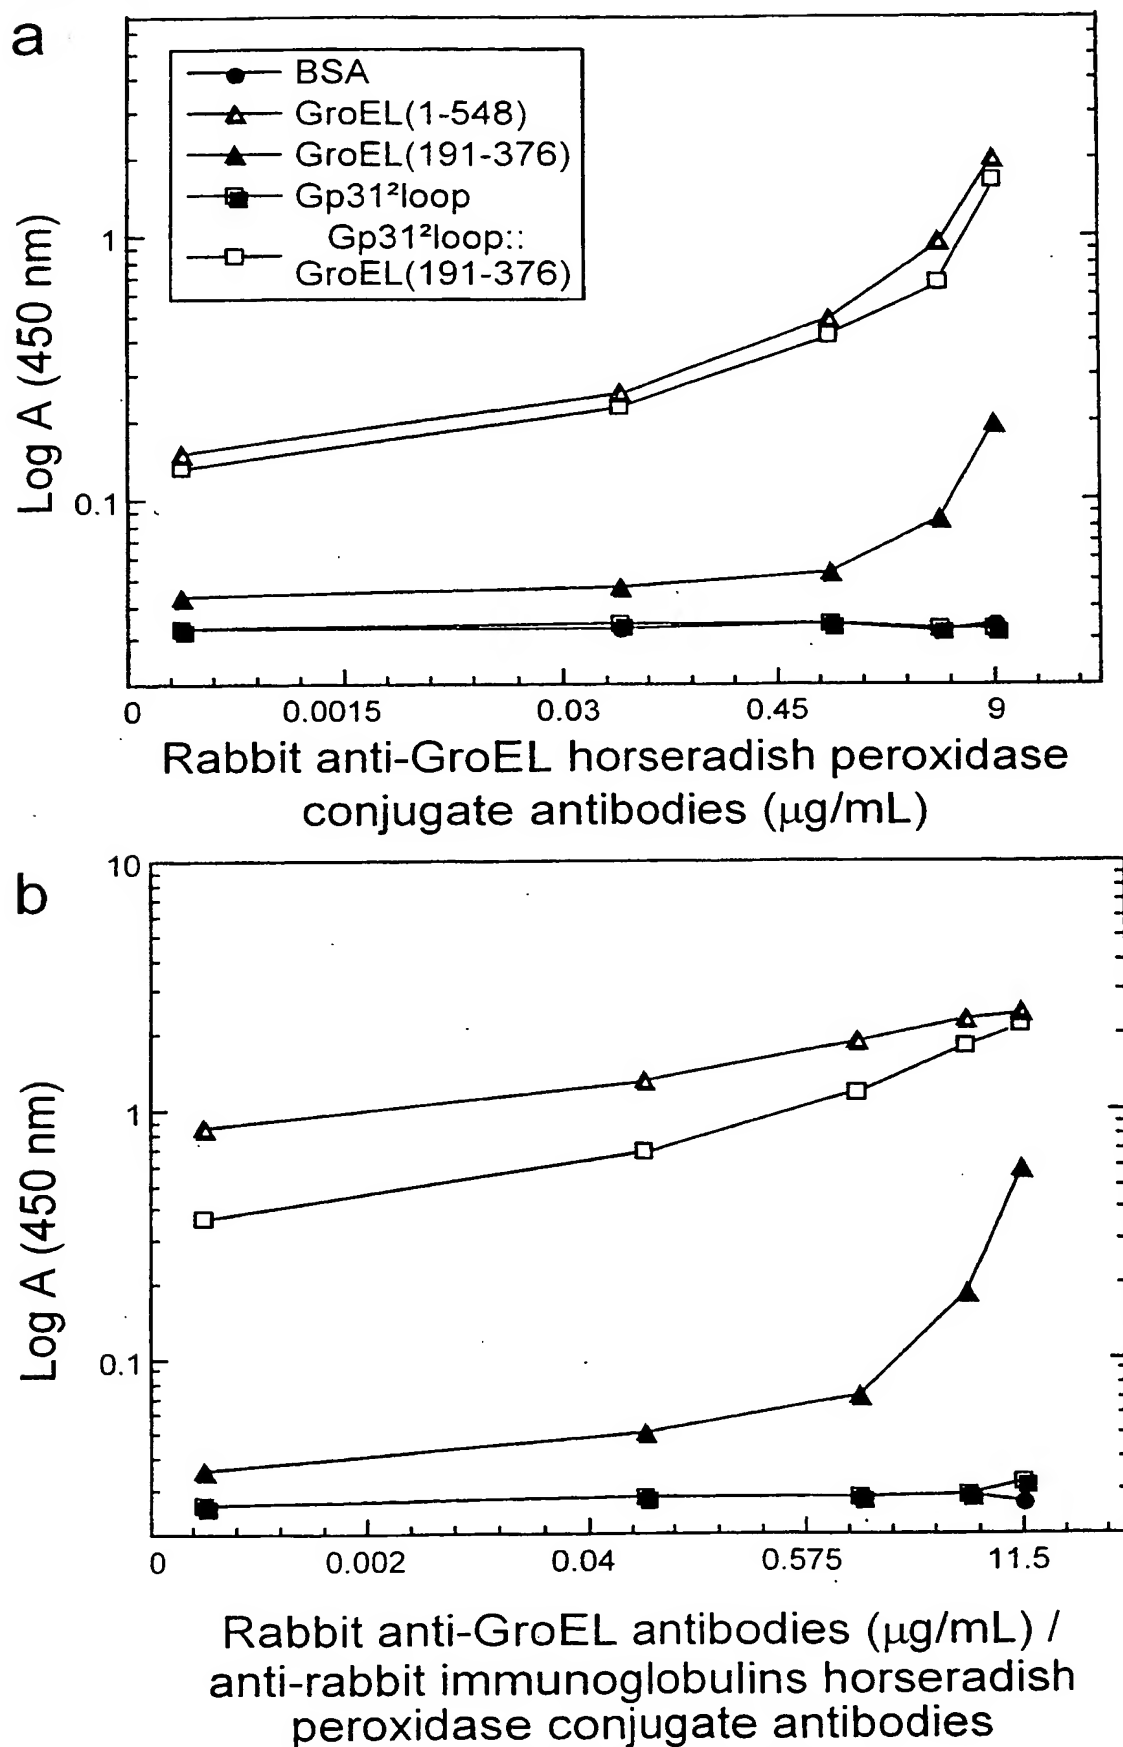 a
BSA
GroEL(1-548)
GroEL(191-376)
Gp31²loop
Gp31²loop::
GroEL(191-376)
Log A (450 nm)
1
0.1
0 0.0015 0.03 0.45 9
Rabbit anti-GroEL horseradish peroxidase
conjugate antibodies (μg/mL)
b
Log A (450 nm)
10
1
0.1
0 0.002 0.04 0.575 11.5
Rabbit anti-GroEL antibodies (μg/mL) /
anti-rabbit immunoglobulins horseradish
peroxidase conjugate antibodies